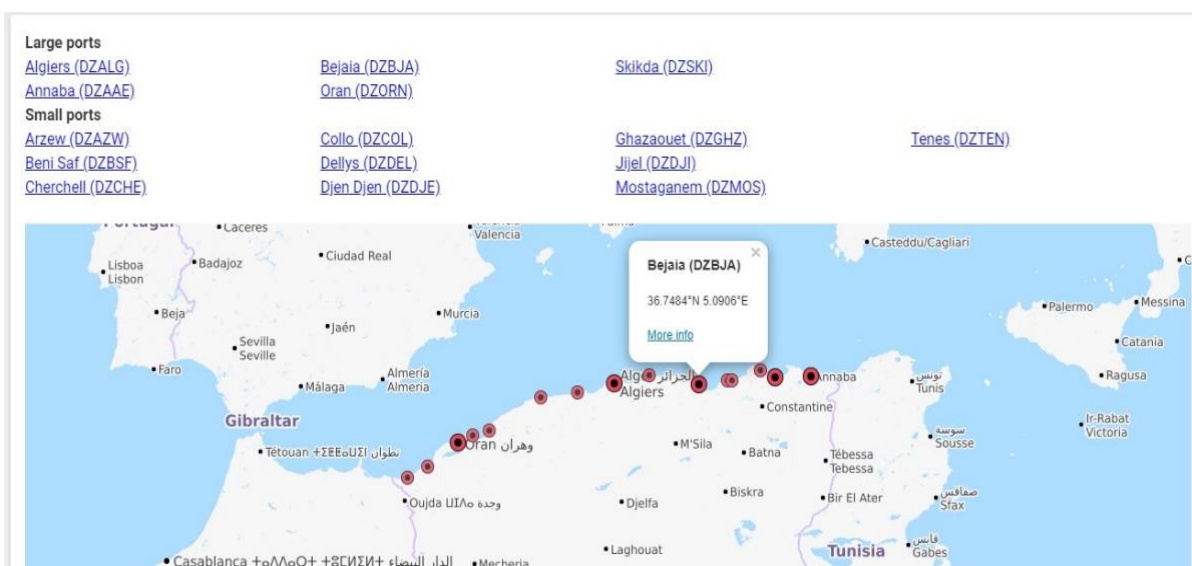 Large ports
Algiers (DZALG) Bejaia (DZBJA) Skikda (DZSKI)
Annaba (DZAAE) Oran (DZORN)
Small ports
Arzew (DZAZW) Collo (DZCOL) Ghazaouet (DZGHZ) Tenes (DZTEN)
Beni Saf (DZBSF) Dellys (DZDEL) Jijel (DZDJI)
Cherchell (DZCHE) Djen Djen (DZDJE) Mostaganem (DZMOS)
Portugal
Caceres
Valencia
Casteddu/Cagliari
Lisboa
Lisbon
Badajoz
Ciudad Real
Bejaia (DZBJA) ×
36.7484°N 5.0906°E
More info
Beja
Jaén
Murcia
Palermo
Messina
Sevilla
Seville
Catania
Faro
Málaga
Almería
Almeria
الجزائر
Algiers
Annaba
تونس
Tunis
Ragusa
Constantine
Gibraltar
Ir-Rabat
Victoria
Tétouan ⵜⵉⵟⵟⴰⵡⵉⵏ تطوان
Oran وهران
M'Sila
Batna
Tébessa
Tebessa
سوسة
Sousse
Oujda ⵡⵊⴷⴰ وجدة
Djelfa
Biskra
Bir El Ater
صفاقس
Sfax
Laghouat
Tunisia
قابس
Gabes
Casablanca الدار البيضاء
Mecheria